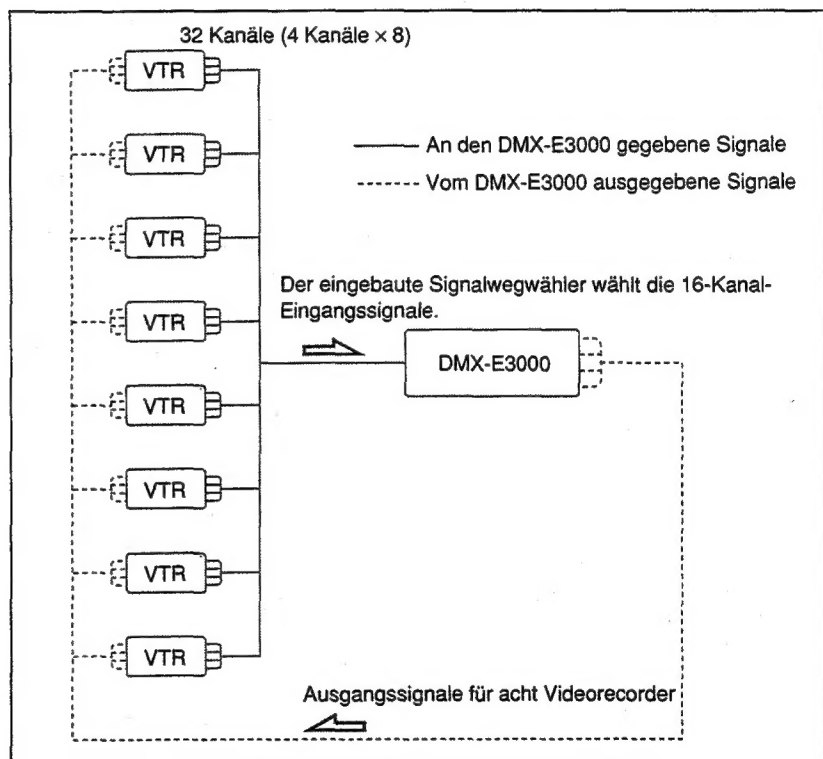 32 Kanäle (4 Kanäle × 8)
VTR
VTR
An den DMX-E3000 gegebene Signale
Vom DMX-E3000 ausgegebene Signale
VTR
Der eingebaute Signalwegwähler wählt die 16-Kanal-
Eingangssignale.
VTR
DMX-E3000
VTR
VTR
VTR
VTR
Ausgangssignale für acht Videorecorder